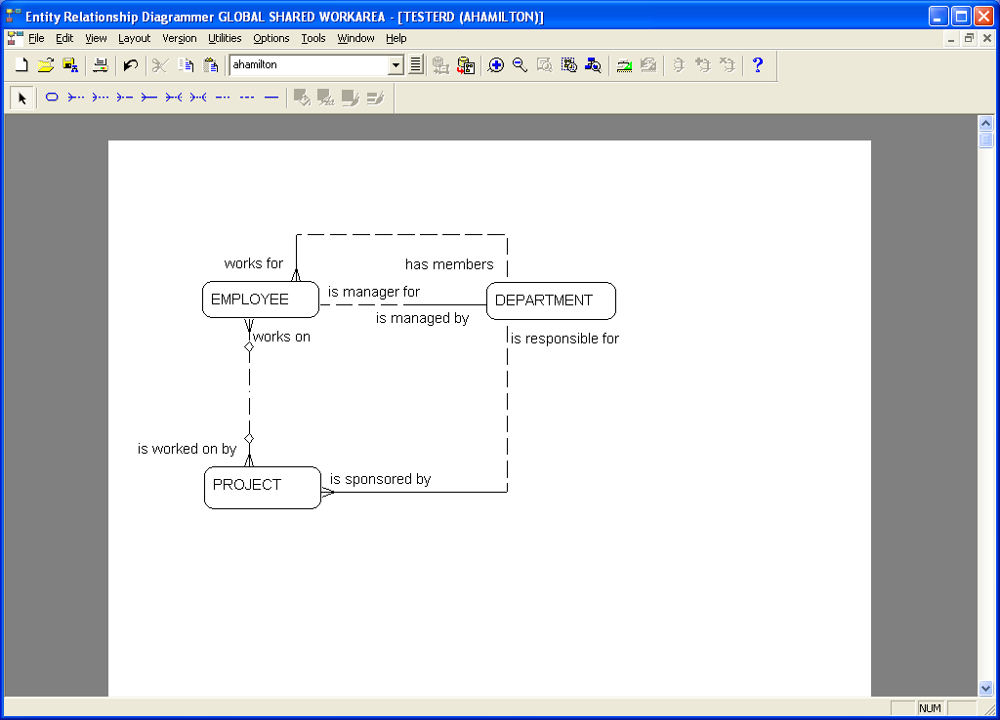 Entity Relationship Diagrammer GLOBAL SHARED WORKAREA - [TESTERD (AHAMILTON)]
File Edit View Layout Version Utilities Options Tools Window Help
ahamilton
works for
has members
EMPLOYEE
is manager for
DEPARTMENT
is managed by
works on
is responsible for
is worked on by
PROJECT
is sponsored by
NUM